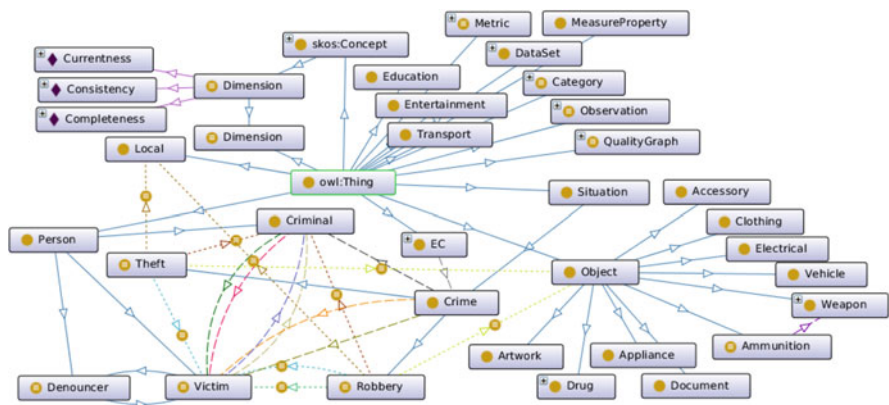 Metric
MeasureProperty
skos:Concept
DataSet
Currentness
Education
Category
Consistency
Dimension
Entertainment
Observation
Completeness
Dimension
Transport
QualityGraph
Local
owl:Thing
Situation
Accessory
Criminal
Clothing
Person
EC
Electrical
Theft
Object
Vehicle
Crime
Weapon
Artwork
Appliance
Ammunition
Denouncer
Victim
Robbery
Drug
Document